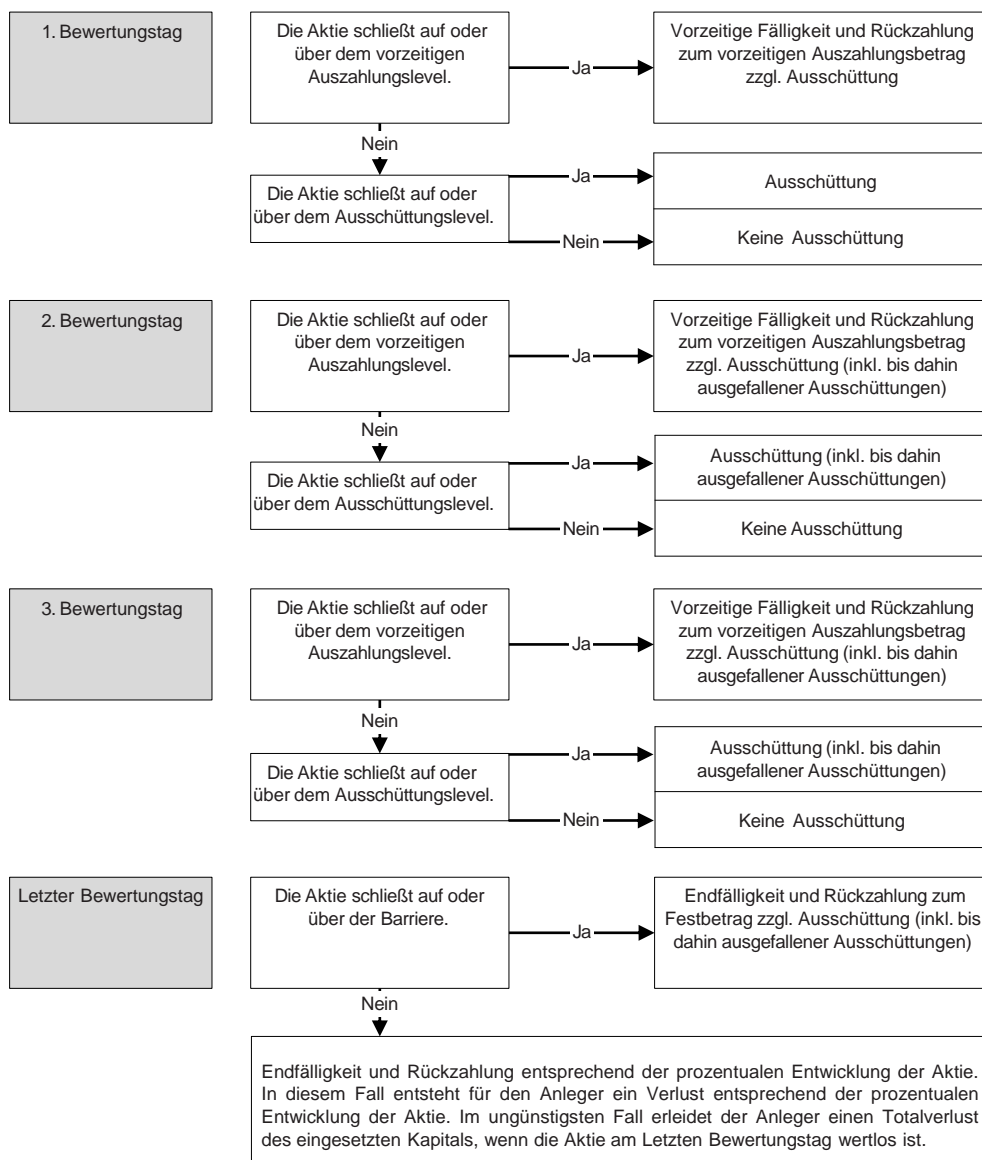 1. Bewertungstag
Die Aktie schließt auf oder
über dem vorzeitigen
Auszahlungslevel.
Ja
Vorzeitige Fälligkeit und Rückzahlung
zum vorzeitigen Auszahlungsbetrag
zzgl. Ausschüttung
Nein
Die Aktie schließt auf oder
über dem Ausschüttungslevel.
Ja
Ausschüttung
Nein
Keine Ausschüttung
2. Bewertungstag
Die Aktie schließt auf oder
über dem vorzeitigen
Auszahlungslevel.
Ja
Vorzeitige Fälligkeit und Rückzahlung
zum vorzeitigen Auszahlungsbetrag
zzgl. Ausschüttung (inkl. bis dahin
ausgefallener Ausschüttungen)
Nein
Die Aktie schließt auf oder
über dem Ausschüttungslevel.
Ja
Ausschüttung (inkl. bis dahin
ausgefallener Ausschüttungen)
Nein
Keine Ausschüttung
3. Bewertungstag
Die Aktie schließt auf oder
über dem vorzeitigen
Auszahlungslevel.
Ja
Vorzeitige Fälligkeit und Rückzahlung
zum vorzeitigen Auszahlungsbetrag
zzgl. Ausschüttung (inkl. bis dahin
ausgefallener Ausschüttungen)
Nein
Die Aktie schließt auf oder
über dem Ausschüttungslevel.
Ja
Ausschüttung (inkl. bis dahin
ausgefallener Ausschüttungen)
Nein
Keine Ausschüttung
Letzter Bewertungstag
Die Aktie schließt auf oder
über der Barriere.
Ja
Endfälligkeit und Rückzahlung zum
Festbetrag zzgl. Ausschüttung (inkl. bis
dahin ausgefallener Ausschüttungen)
Nein
Endfälligkeit und Rückzahlung entsprechend der prozentualen Entwicklung der Aktie.
In diesem Fall entsteht für den Anleger ein Verlust entsprechend der prozentualen
Entwicklung der Aktie. Im ungünstigsten Fall erleidet der Anleger einen Totalverlust
des eingesetzten Kapitals, wenn die Aktie am Letzten Bewertungstag wertlos ist.